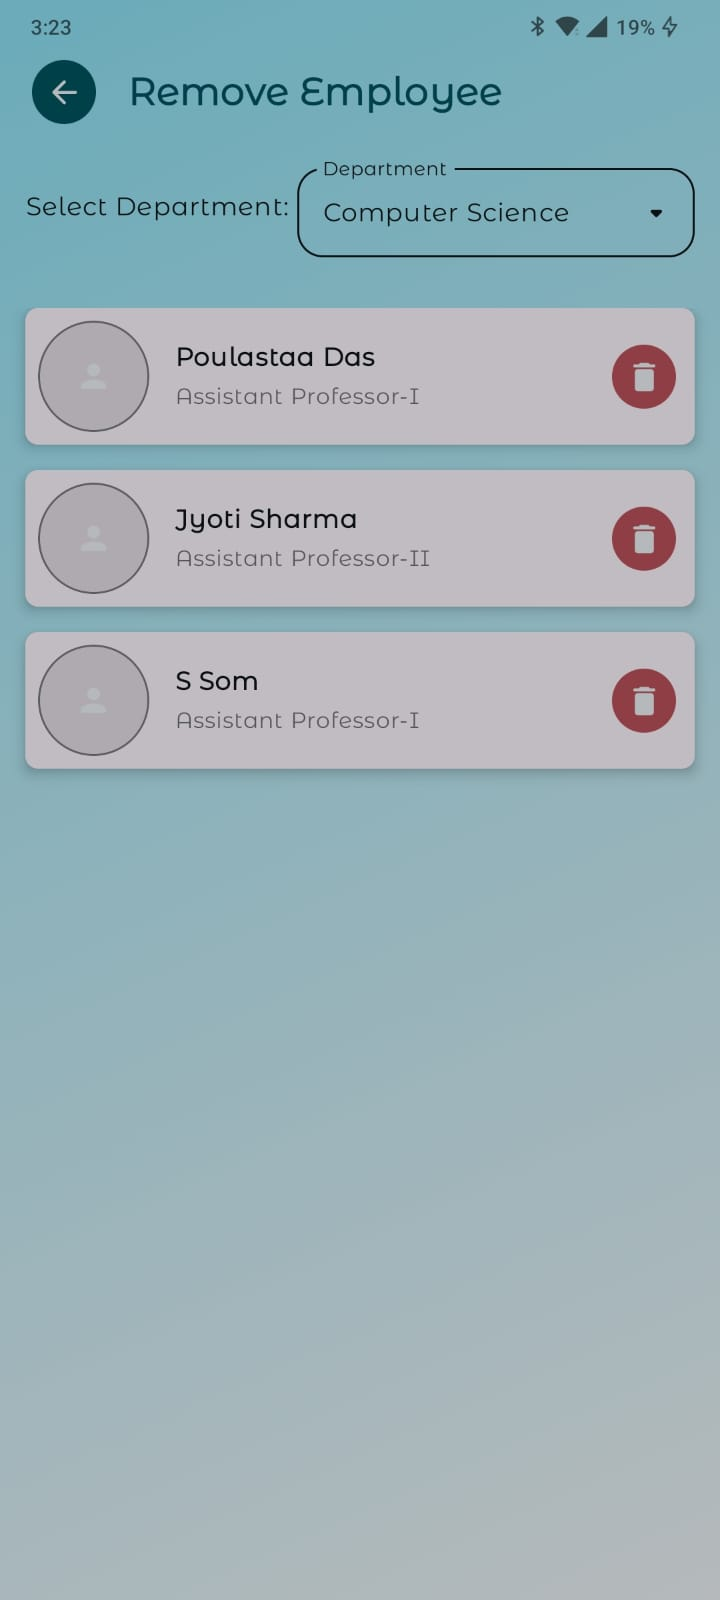 3:23
19%
Remove Employee
Department
Select Department:
Computer Science
Poulastaa Das
Assistant Professor-I
Jyoti Sharma
Assistant Professor-II
S Som
Assistant Professor-I